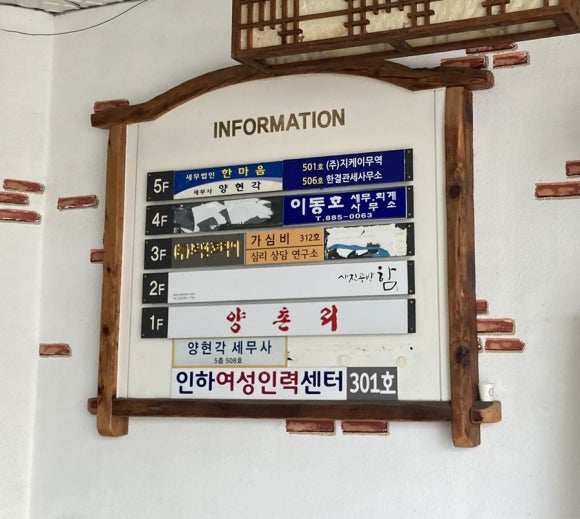 INFORMATION
5F
세무법인 한마음
세무사 양현각
501호 (주)지케이무역
506호 한결관세사무소
4F
이동호 세무.회계
사무소
T.885-0063
3F
가심비 312호
심리 상담 연구소
2F
사진공방 함
1F
양촌리
양현각 세무사
5층 508호
인하여성인력센터 301호